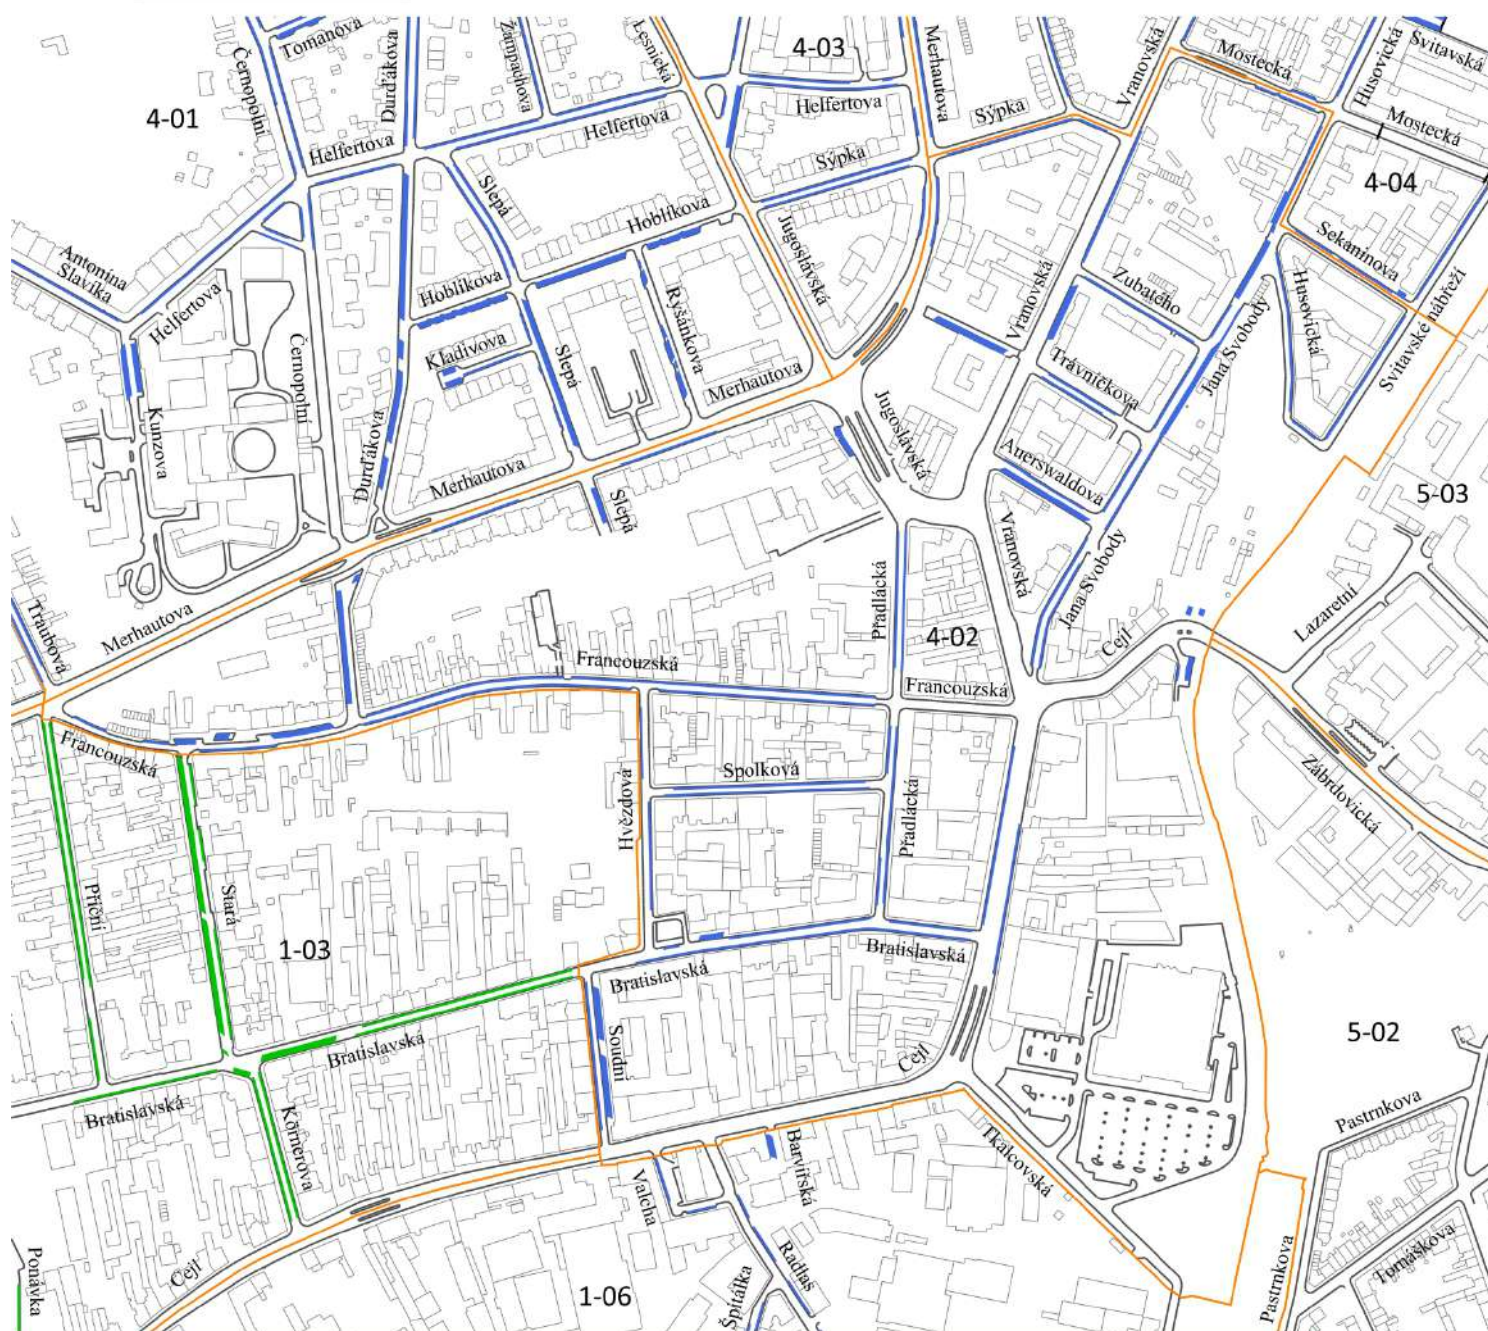 Tomanova
Durďákova
Zampachova
Lesnická
4-03
Merhautova
Vranovská
Mostecká
Husovická
Svitavská
Černopolní
4-01
Helfertova
Helfertova
Helfertova
Sýpka
Sýpka
Mostecká
4-04
Slepá
Hoblíkova
Jugoslávská
Sekaninova
Antonína
Slavíka
Helfertova
Hoblíkova
Ryšánkova
Vranovská
Zubatého
Husovická
Svitavské nábřeží
Černopolní
Kladivova
Slepá
Merhautova
Trávníčkova
Jana Svobody
Kunzova
Durďákova
Merhautova
Jugoslávská
Auerswaldova
5-03
Slepá
Vranovská
Jana Svobody
Přadlácká
Lazaretní
Traubova
Merhautova
4-02
Cejl
Francouzská
Francouzská
Francouzská
Spolková
Hvězdová
Přadlácká
Zábrdovická
Příční
Stará
1-03
Bratislavská
Bratislavská
Bratislavská
Soudní
Cejl
5-02
Bratislavská
Körnerova
Pastrnkova
Tkalcovská
Barvířská
Valcha
Ponávka
Cejl
Radlas
Špitálka
1-06
Pastrnkova
Tomáškova